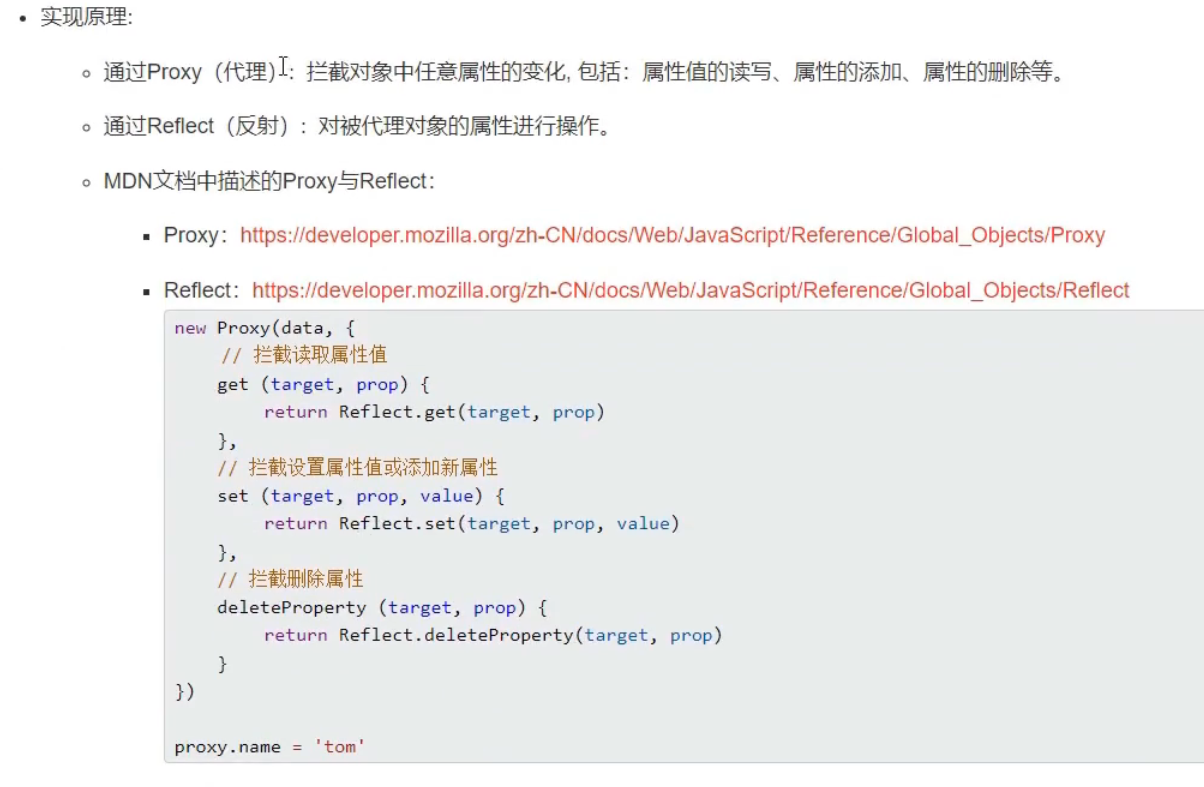 实现原理:
通过Proxy（代理）: 拦截对象中任意属性的变化, 包括：属性值的读写、属性的添加、属性的删除等。
通过Reflect（反射）: 对被代理对象的属性进行操作。
MDN文档中描述的Proxy与Reflect：
Proxy：https://developer.mozilla.org/zh-CN/docs/Web/JavaScript/Reference/Global_Objects/Proxy
Reflect：https://developer.mozilla.org/zh-CN/docs/Web/JavaScript/Reference/Global_Objects/Reflect
new Proxy(data, {
    // 拦截读取属性值
    get (target, prop) {
        return Reflect.get(target, prop)
    },
    // 拦截设置属性值或添加新属性
    set (target, prop, value) {
        return Reflect.set(target, prop, value)
    },
    // 拦截删除属性
    deleteProperty (target, prop) {
        return Reflect.deleteProperty(target, prop)
    }
})
proxy.name = 'tom'